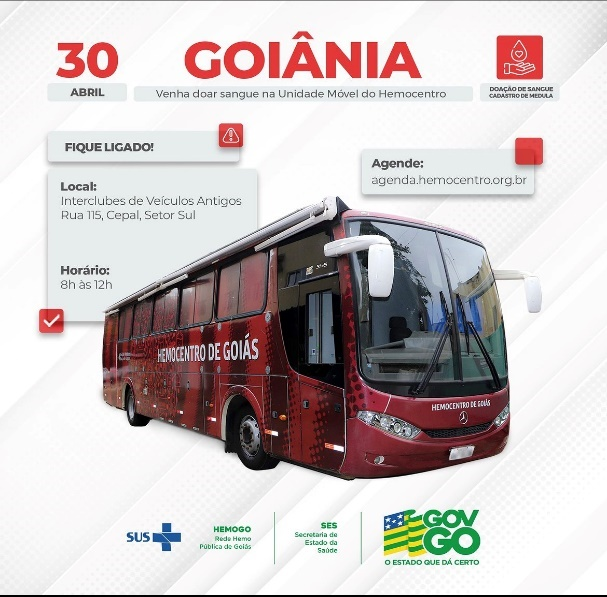 30
ABRIL
GOIÂNIA
Venha doar sangue na Unidade Móvel do Hemocentro
DOAÇÃO DE SANGUE
CADASTRO DE MEDULA
FIQUE LIGADO!
Local:
Interclubes de Veículos Antigos
Rua 115, Cepal, Setor Sul
Horário:
8h às 12h
Agende:
agenda.hemocentro.org.br
HEMOCENTRO DE GOIÁS
HEMOCENTRO DE GOIÁS
SUS
HEMOGO
Rede Hemo
Pública de Goiás
SES
Secretaria de
Estado da
Saúde
GOV
GO
O ESTADO QUE DÁ CERTO